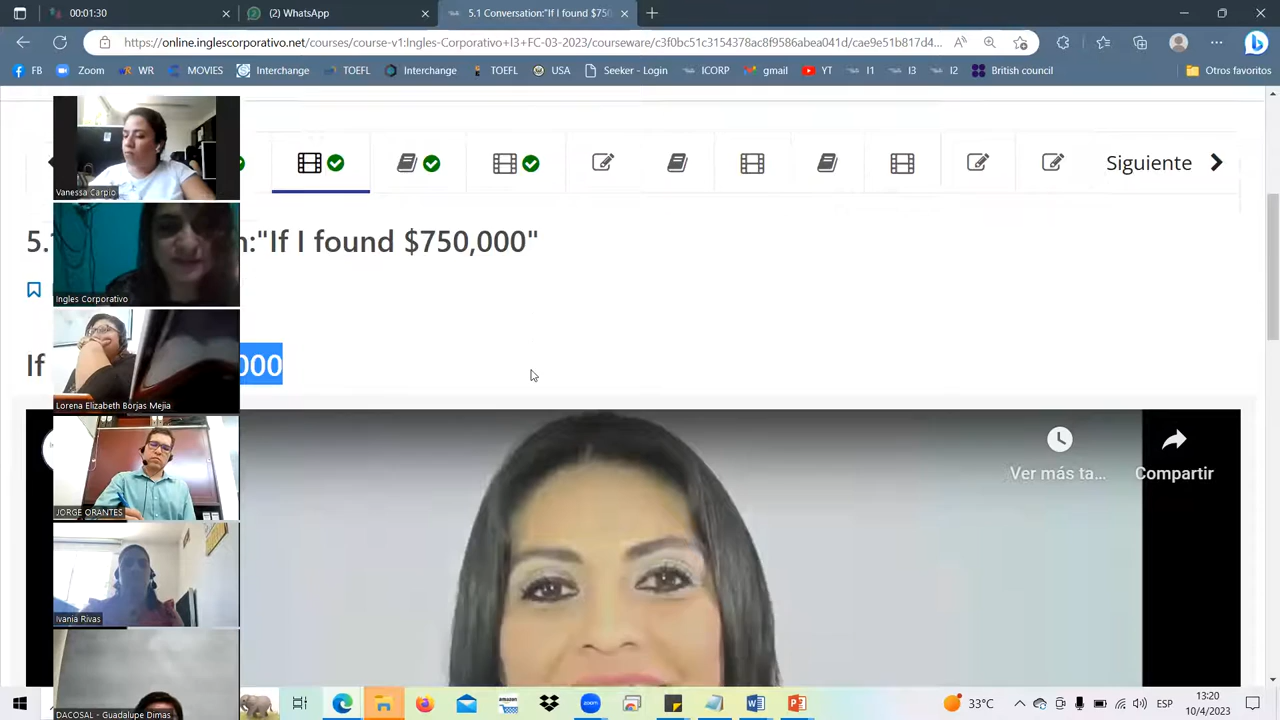 00:01:30
(2) WhatsApp
5.1 Conversation:"If I found $750
https://online.inglescorporativo.net/courses/course-v1:Ingles-Corporativo+I3+FC-03-2023/courseware/c3f0bc51c3154378ac8f9586abea041d/cae9e51b817d4...
FB Zoom WR MOVIES Interchange TOEFL Interchange TOEFL USA Seeker - Login ICORP gmail YT I1 I3 I2 British council Otros favoritos
Siguiente
5.1 n:"If I found $750,000"
If 000
Vanessa Carpio
Ingles Corporativo
Lorena Elizabeth Borjas Mejia
JORGE ORANTES
Ivania Rivas
DACOSAL - Guadalupe Dimas
Ver más ta...
Compartir
amazon
zoom
33°C
ESP
13:20
10/4/2023